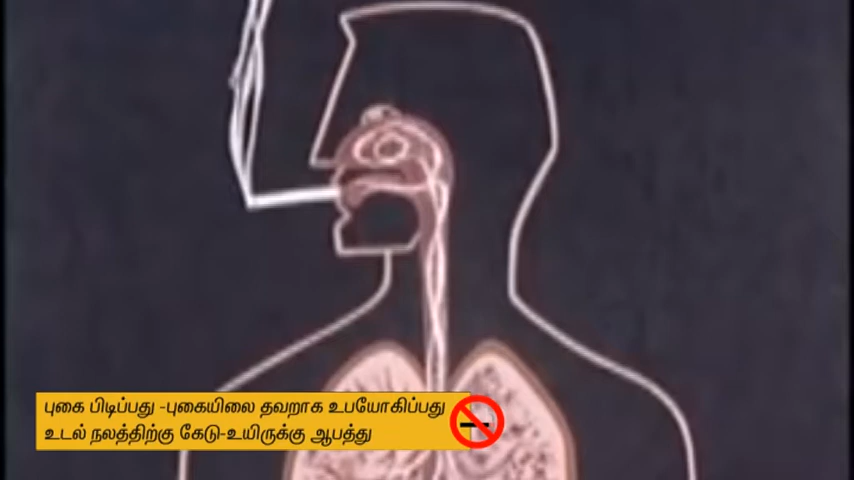 புகை பிடிப்பது -புகையிலை தவறாக உபயோகிப்பது
உடல் நலத்திற்கு கேடு-உயிருக்கு ஆபத்து